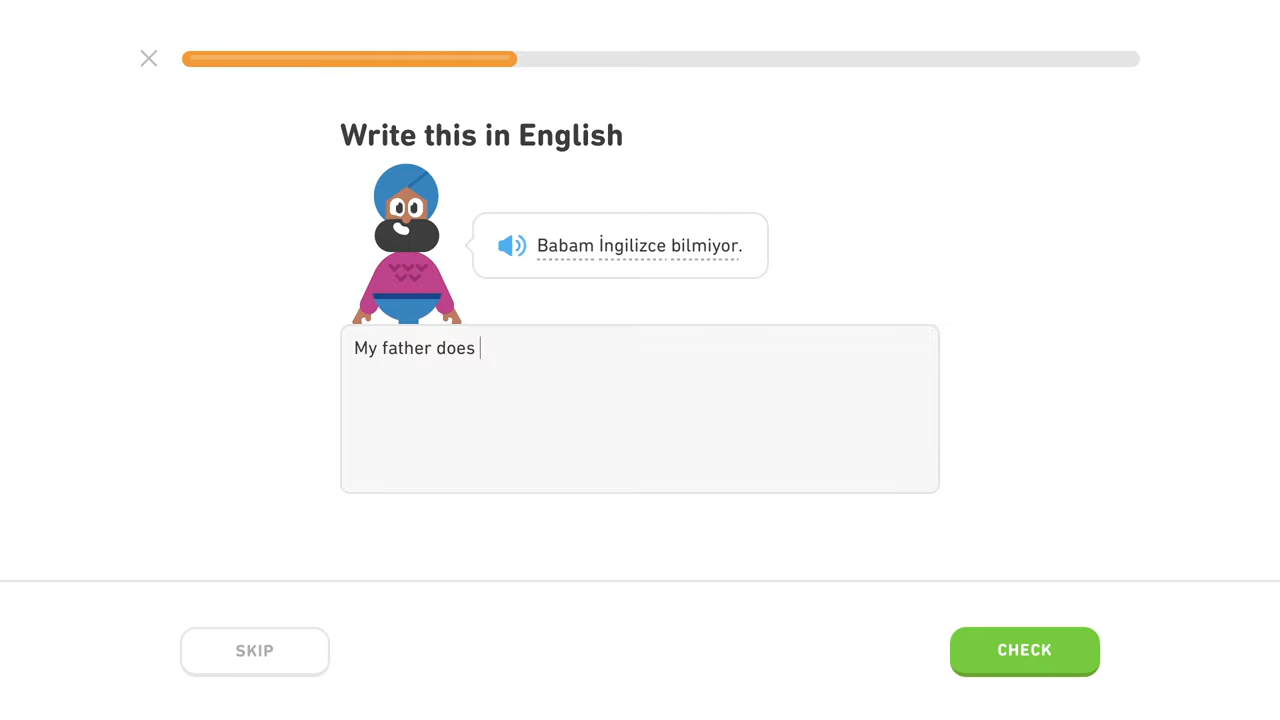 Write this in English
Babam İngilizce bilmiyor.
My father does
SKIP
CHECK